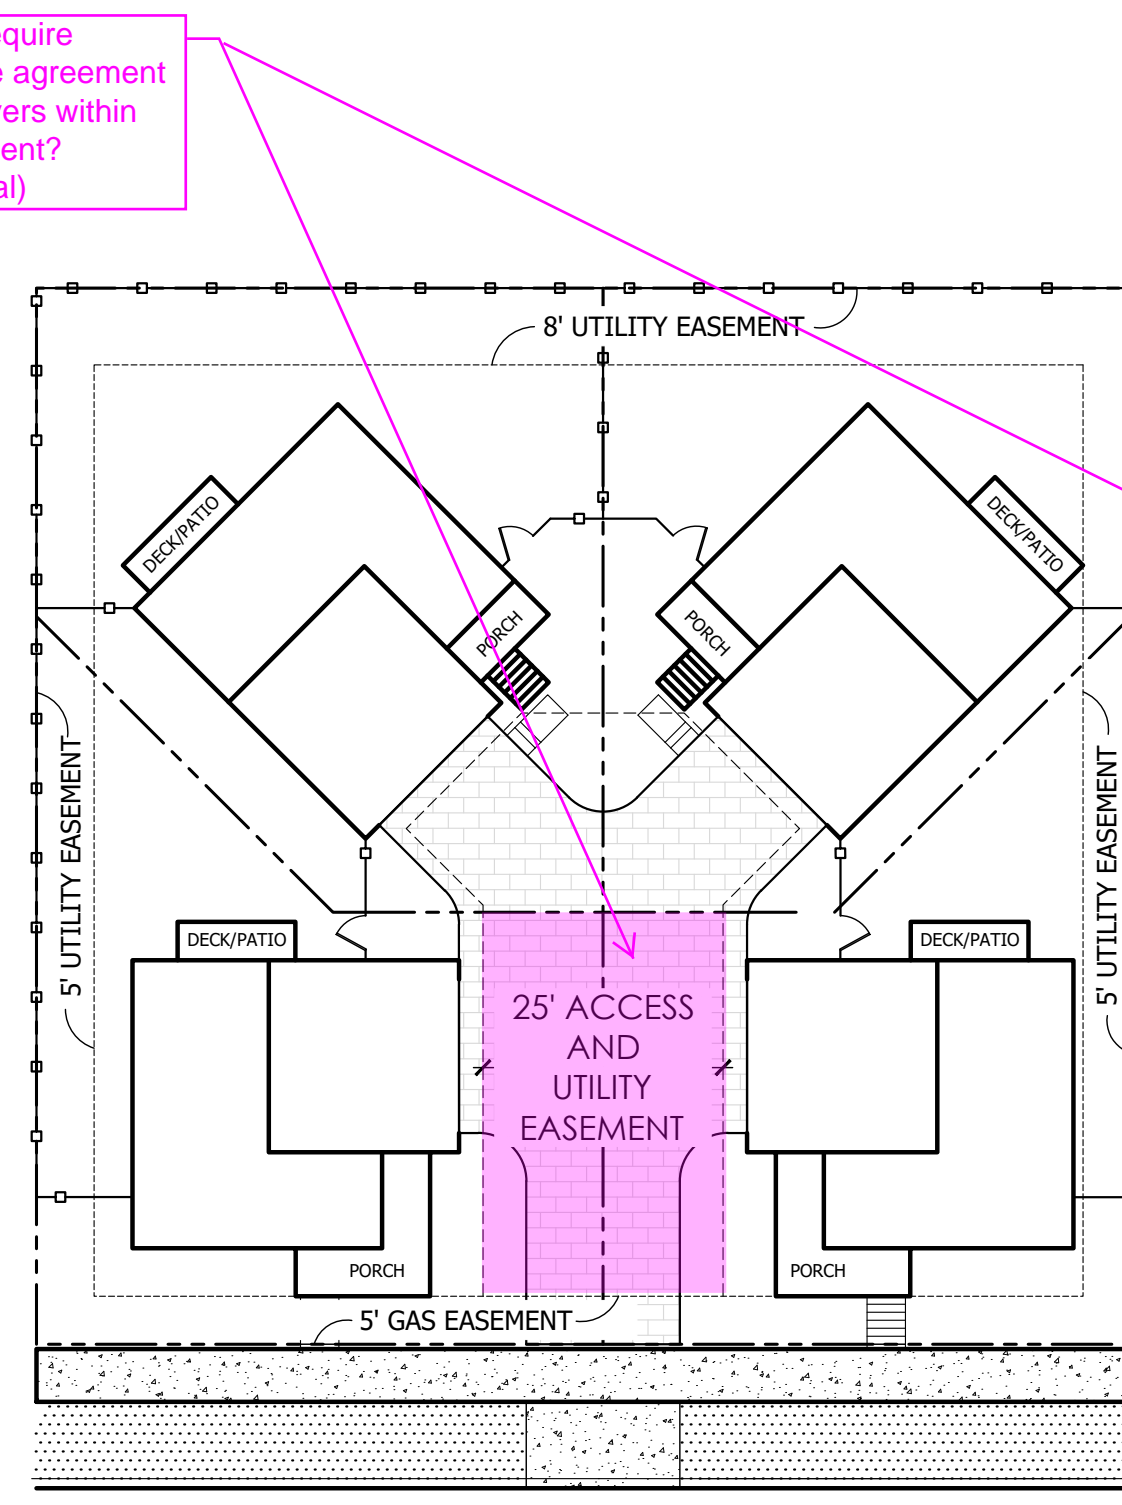 equire
e agreement
vers within
ent?
al)
8' UTILITY EASEMENT
DECK/PATIO
DECK/PATIO
PORCH
PORCH
5' UTILITY EASEMENT
5' UTILITY EASEMENT
DECK/PATIO
DECK/PATIO
25' ACCESS
AND
UTILITY
EASEMENT
PORCH
PORCH
5' GAS EASEMENT